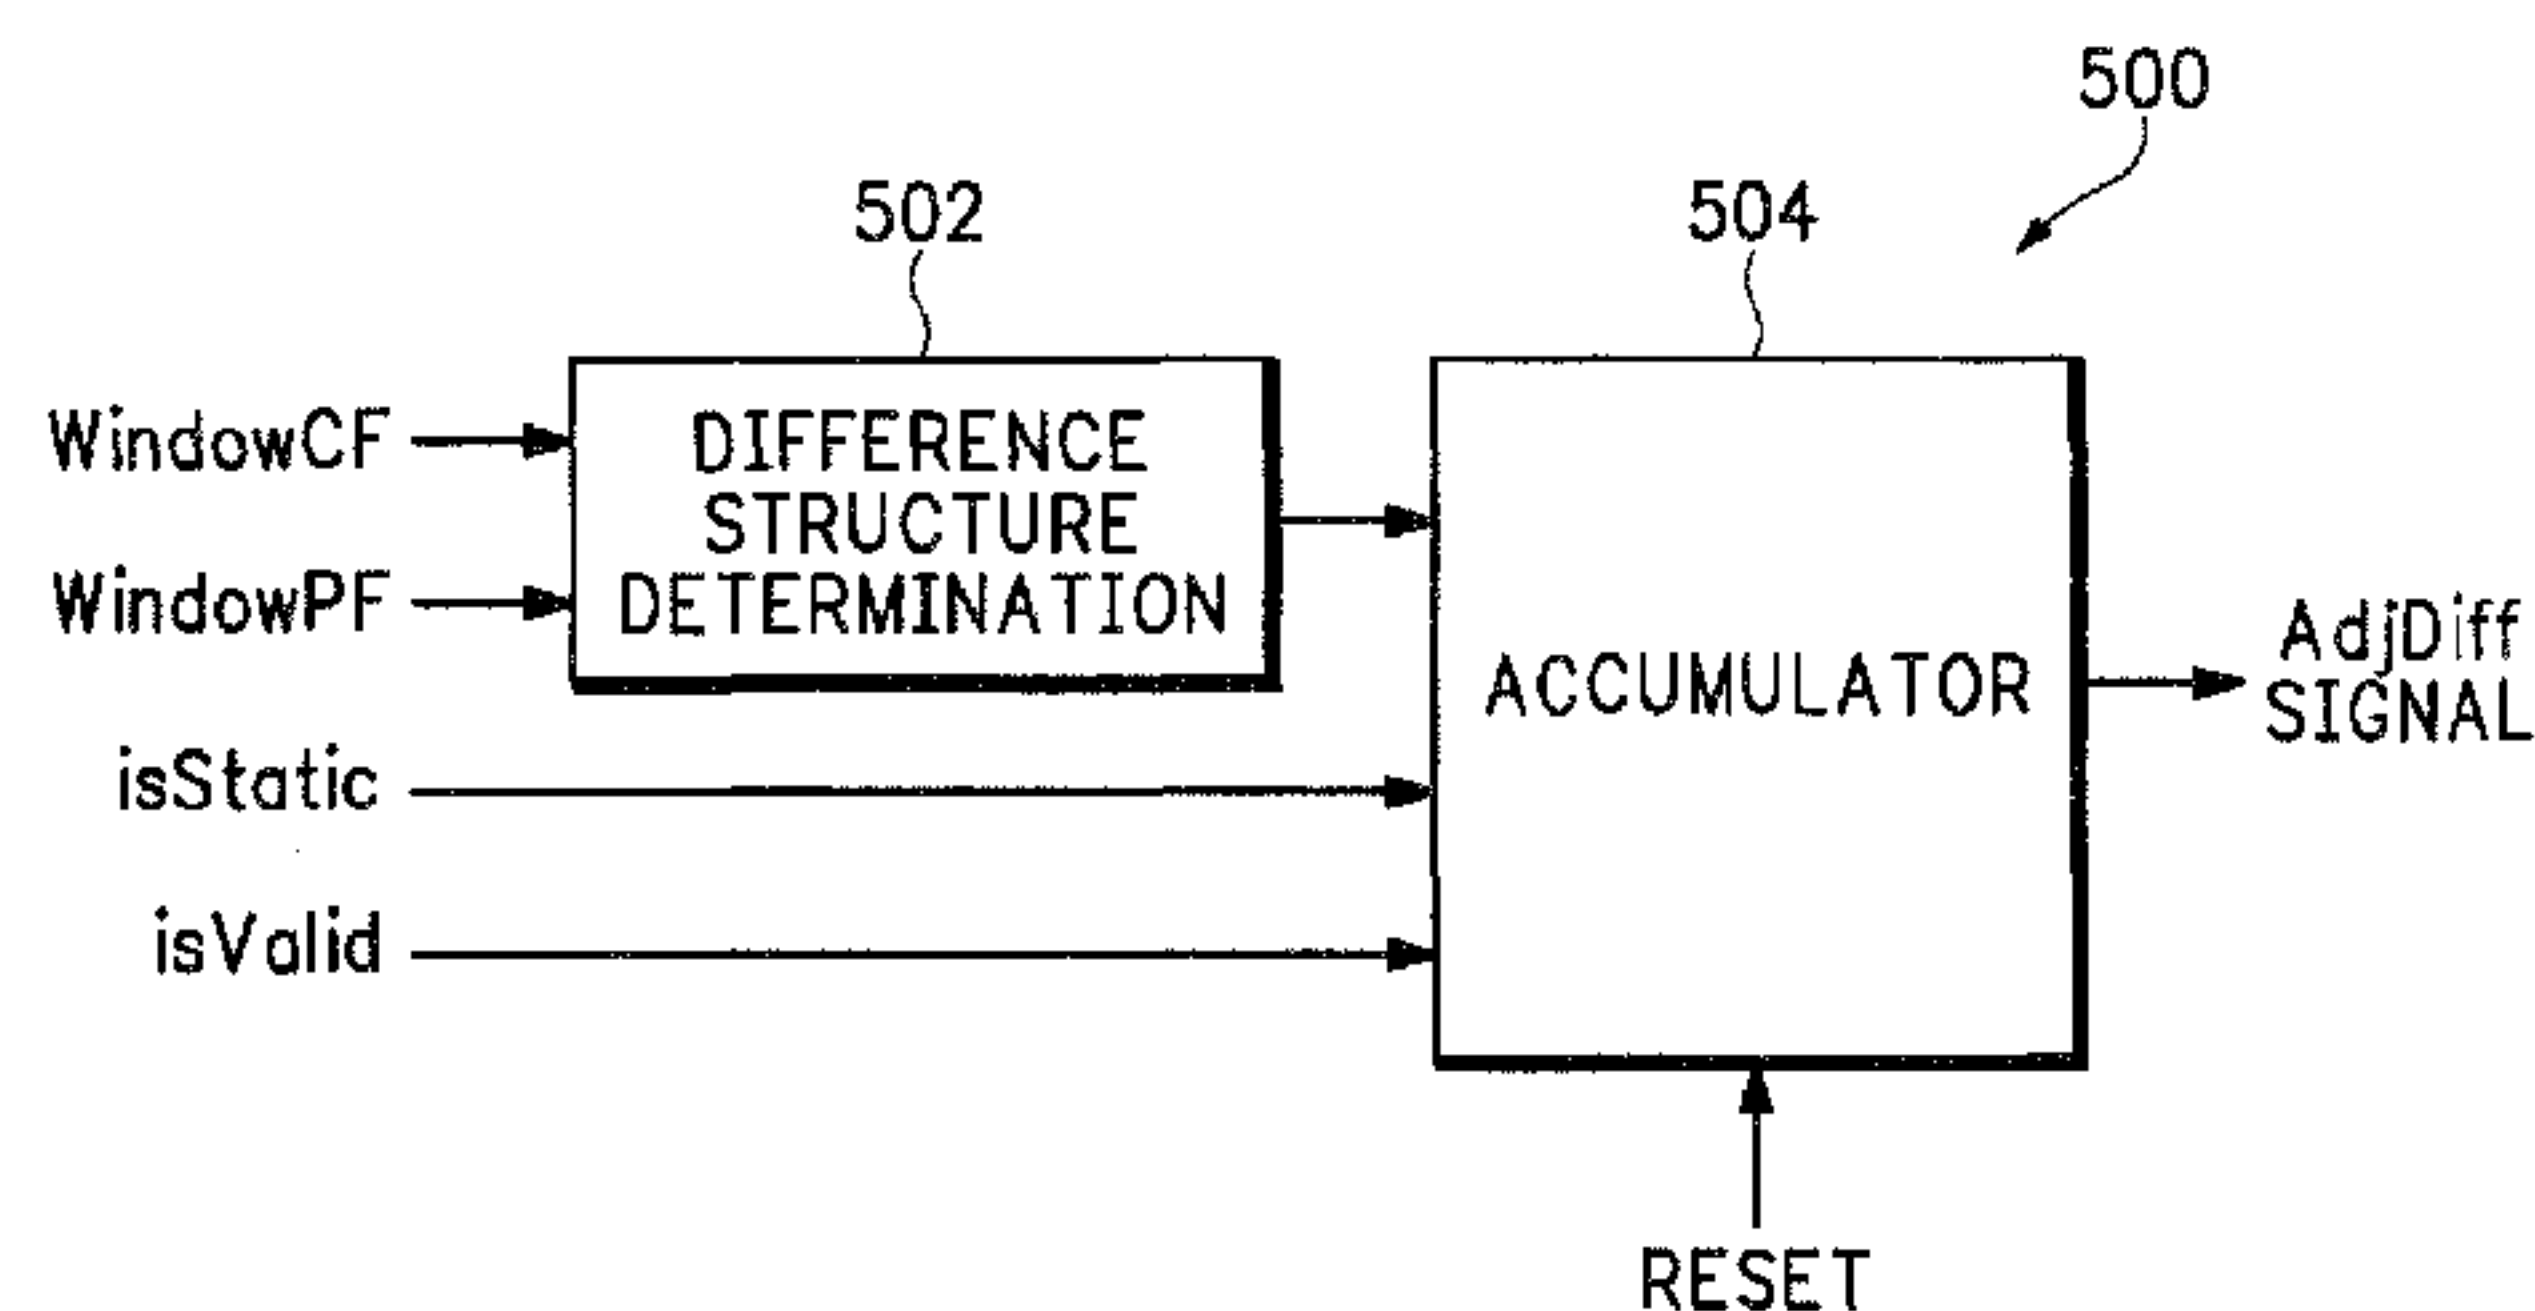 500
502
504
WindowCF
WindowPF
DIFFERENCE
STRUCTURE
DETERMINATION
isStatic
isValid
ACCUMULATOR
AdjDiff
SIGNAL
RESET